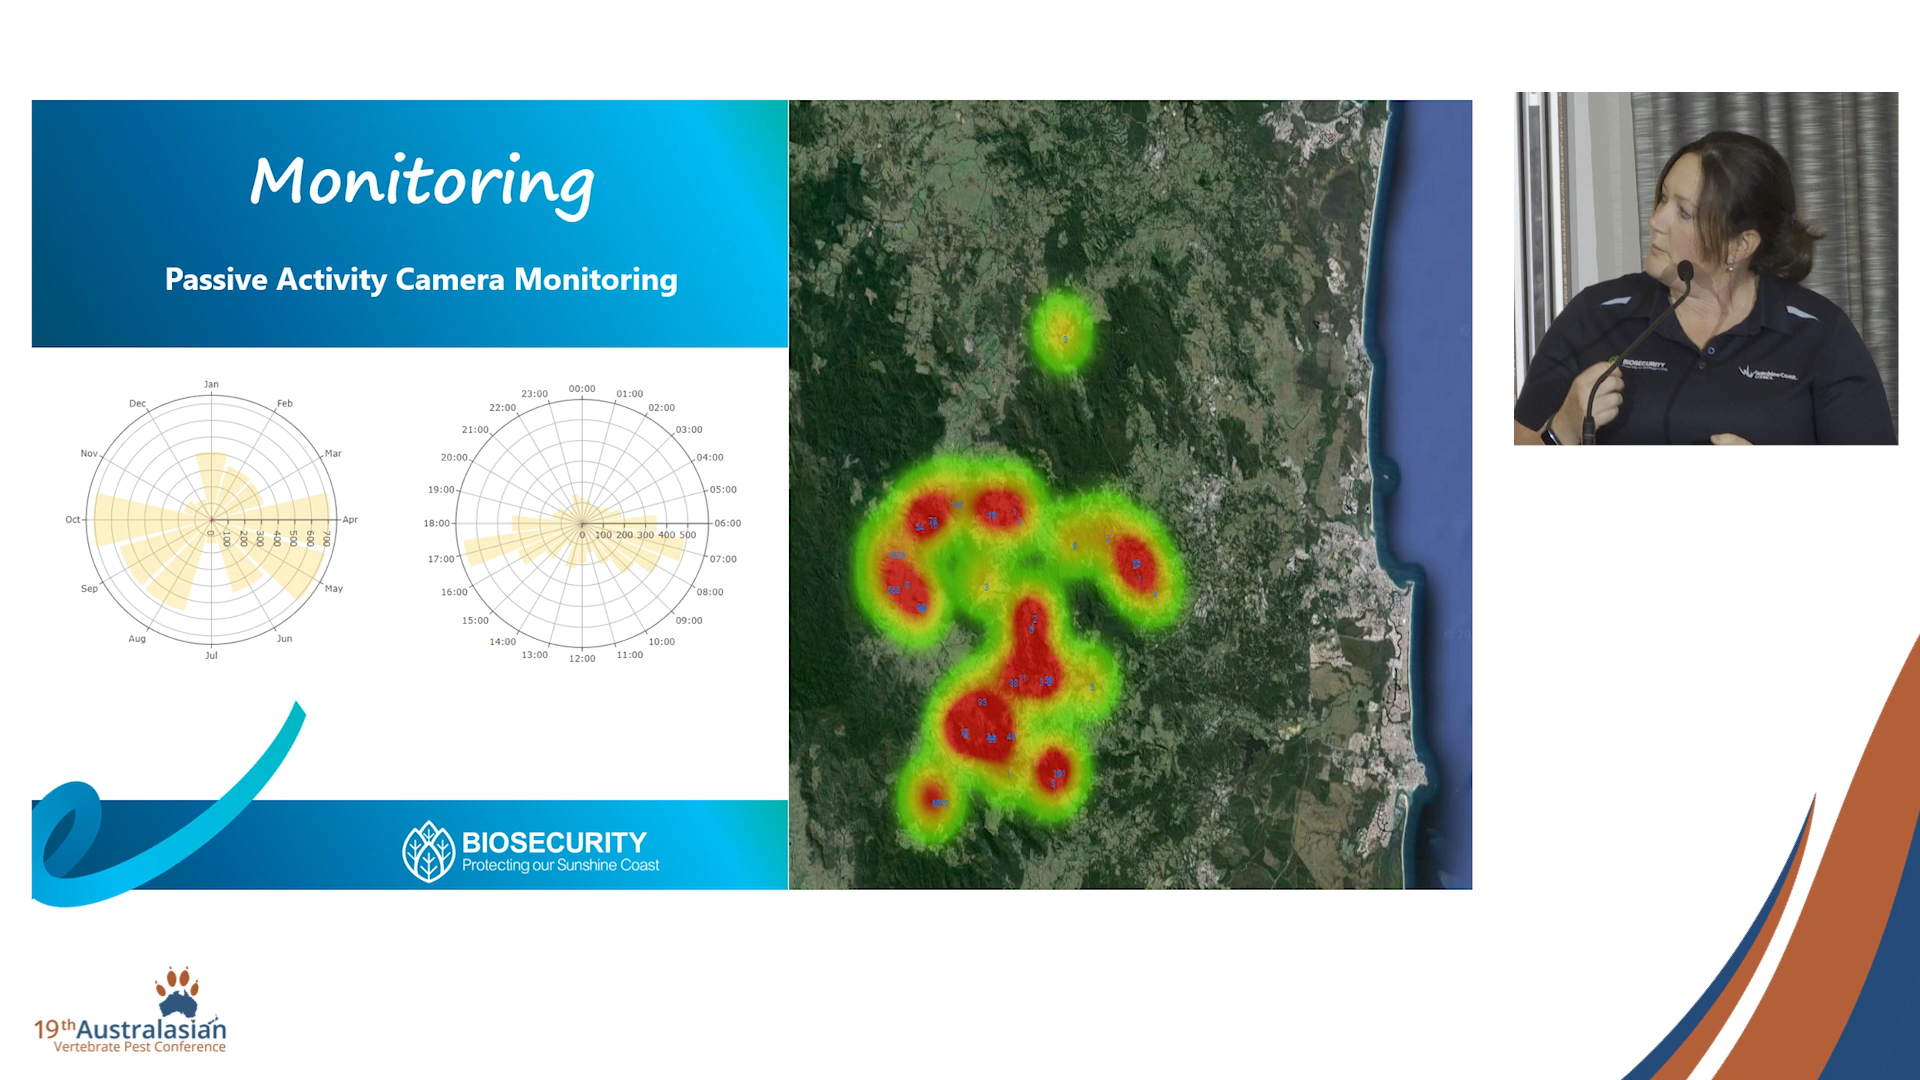 Monitoring
Passive Activity Camera Monitoring
Jan
Feb
Mar
Apr
May
Jun
Jul
Aug
Sep
Oct
Nov
Dec
0
100
200
300
400
500
600
700
00:00
01:00
02:00
03:00
04:00
05:00
06:00
07:00
08:00
09:00
10:00
11:00
12:00
13:00
14:00
15:00
16:00
17:00
18:00
19:00
20:00
21:00
22:00
23:00
0 100 200 300 400 500
BIOSECURITY
Protecting our Sunshine Coast
BIOSECURITY
Sunshine Coast
COUNCIL
19th Australasian
Vertebrate Pest Conference